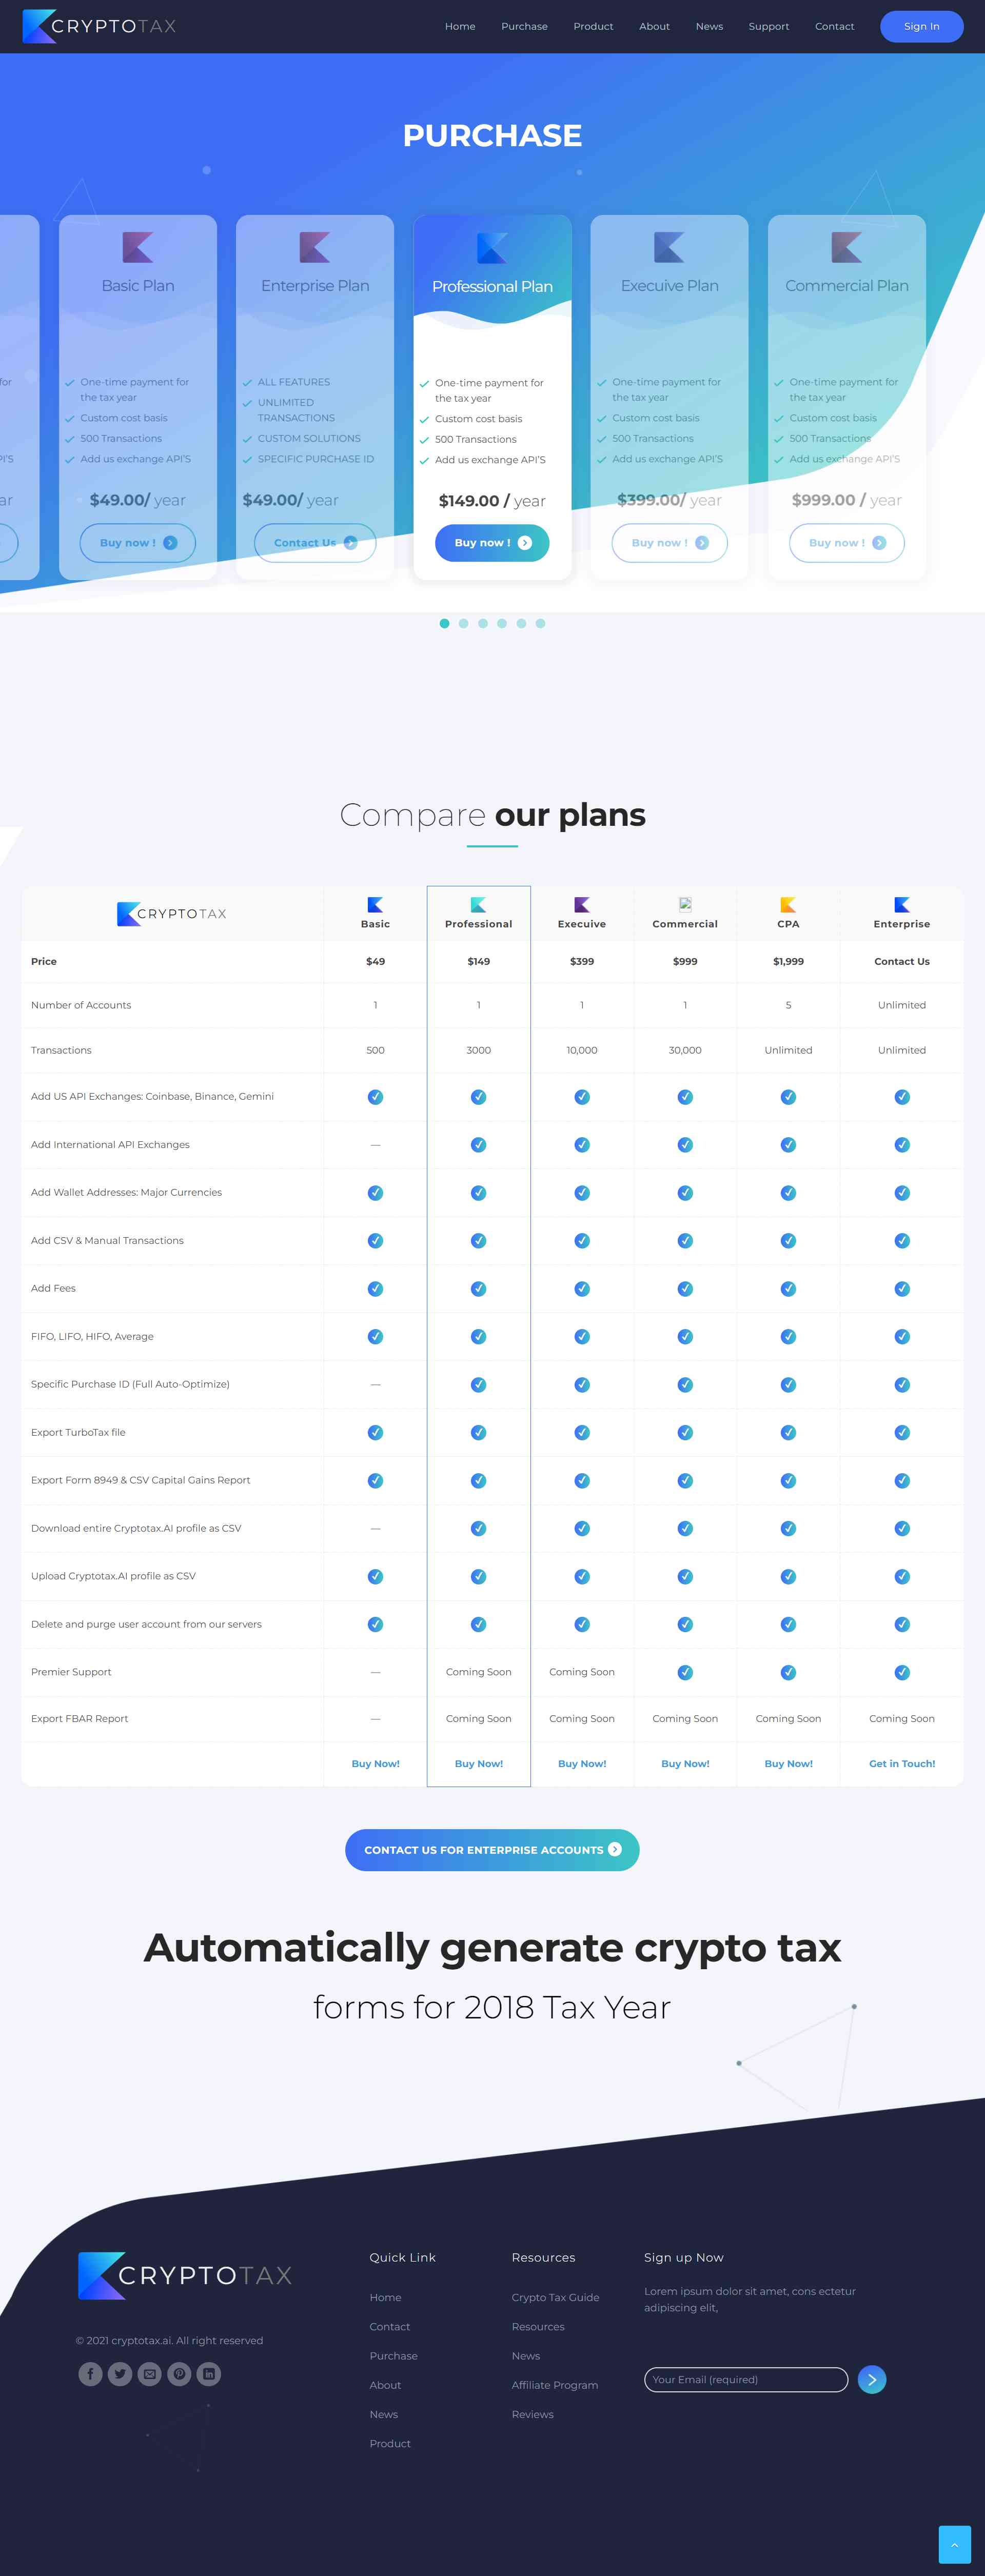 CRYPTOTAX
Home Purchase Product About News Support Contact Sign In
PURCHASE
for
PI'S
ar
Basic Plan
One-time payment for
the tax year
Custom cost basis
500 Transactions
Add us exchange API'S
$49.00/ year
Buy now !
Enterprise Plan
ALL FEATURES
UNLIMITED
TRANSACTIONS
CUSTOM SOLUTIONS
SPECIFIC PURCHASE ID
$49.00/ year
Contact Us
Professional Plan
One-time payment for
the tax year
Custom cost basis
500 Transactions
Add us exchange API'S
$149.00 / year
Buy now !
Execuive Plan
One-time payment for
the tax year
Custom cost basis
500 Transactions
Add us exchange API'S
$399.00/ year
Buy now !
Commercial Plan
One-time payment for
the tax year
Custom cost basis
500 Transactions
Add us exchange API'S
$999.00 / year
Buy now !
Compare our plans
CRYPTOTAX Basic Professional Execuive Commercial CPA Enterprise
Price $49 $149 $399 $999 $1,999 Contact Us
Number of Accounts 1 1 1 1 5 Unlimited
Transactions 500 3000 10,000 30,000 Unlimited Unlimited
Add US API Exchanges: Coinbase, Binance, Gemini
Add International API Exchanges —
Add Wallet Addresses: Major Currencies
Add CSV & Manual Transactions
Add Fees
FIFO, LIFO, HIFO, Average
Specific Purchase ID (Full Auto-Optimize) —
Export TurboTax file
Export Form 8949 & CSV Capital Gains Report
Download entire Cryptotax.AI profile as CSV —
Upload Cryptotax.AI profile as CSV
Delete and purge user account from our servers
Premier Support — Coming Soon Coming Soon
Export FBAR Report — Coming Soon Coming Soon Coming Soon Coming Soon Coming Soon
Buy Now! Buy Now! Buy Now! Buy Now! Buy Now! Get in Touch!
CONTACT US FOR ENTERPRISE ACCOUNTS
Automatically generate crypto tax
forms for 2018 Tax Year
CRYPTOTAX
© 2021 cryptotax.ai. All right reserved
Quick Link
Home
Contact
Purchase
About
News
Product
Resources
Crypto Tax Guide
Resources
News
Affiliate Program
Reviews
Sign up Now
Lorem ipsum dolor sit amet, cons ectetur
adipiscing elit,
Your Email (required)